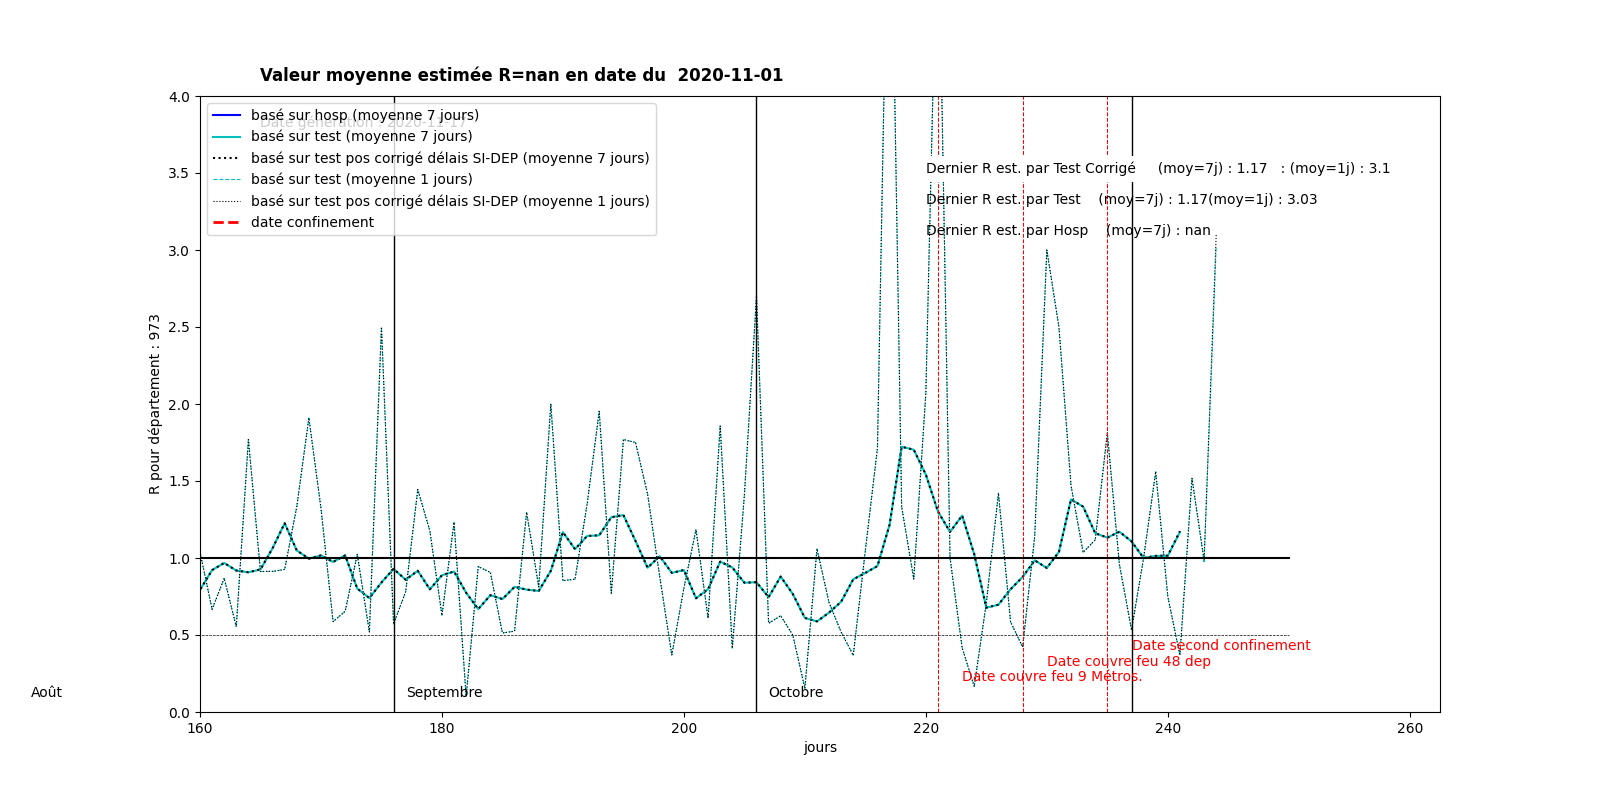 Valeur moyenne estimée R=nan en date du  2020-11-01
4.0
3.5
3.0
2.5
2.0
1.5
1.0
0.5
0.0
R pour département : 973
basé sur hosp (moyenne 7 jours)
Date génération : 2020-11-17
basé sur test (moyenne 7 jours)
basé sur test pos corrigé délais SI-DEP (moyenne 7 jours)
basé sur test (moyenne 1 jours)
basé sur test pos corrigé délais SI-DEP (moyenne 1 jours)
date confinement
Dernier R est. par Test Corrigé     (moy=7j) : 1.17   : (moy=1j) : 3.1
Dernier R est. par Test    (moy=7j) : 1.17(moy=1j) : 3.03
Dernier R est. par Hosp    (moy=7j) : nan
Date second confinement
Date couvre feu 48 dep
Date couvre feu 9 Métros.
Août
Septembre
Octobre
160
180
200
220
240
260
jours